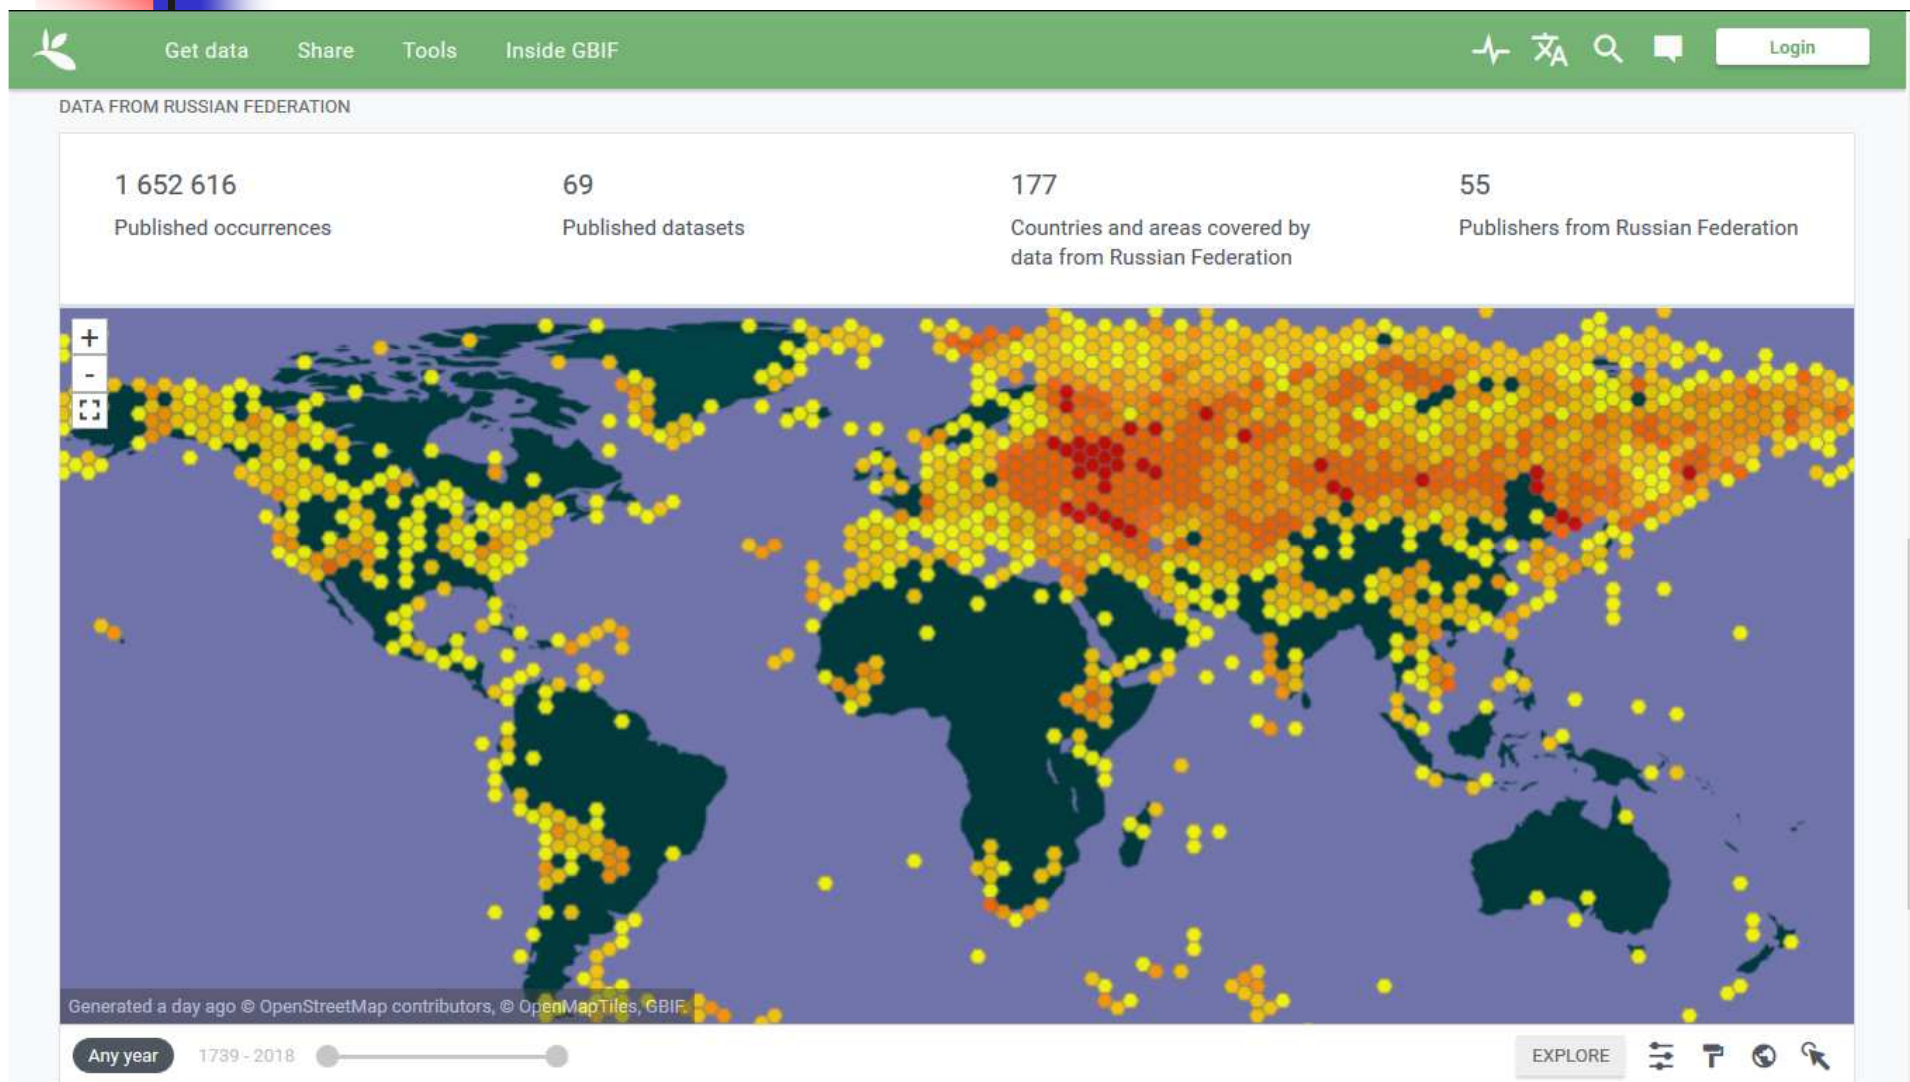 Get data Share Tools Inside GBIF Login
DATA FROM RUSSIAN FEDERATION
1 652 616
Published occurrences
69
Published datasets
177
Countries and areas covered by
data from Russian Federation
55
Publishers from Russian Federation
+
-
Generated a day ago © OpenStreetMap contributors, © OpenMapTiles, GBIF.
Any year 1739 - 2018 EXPLORE